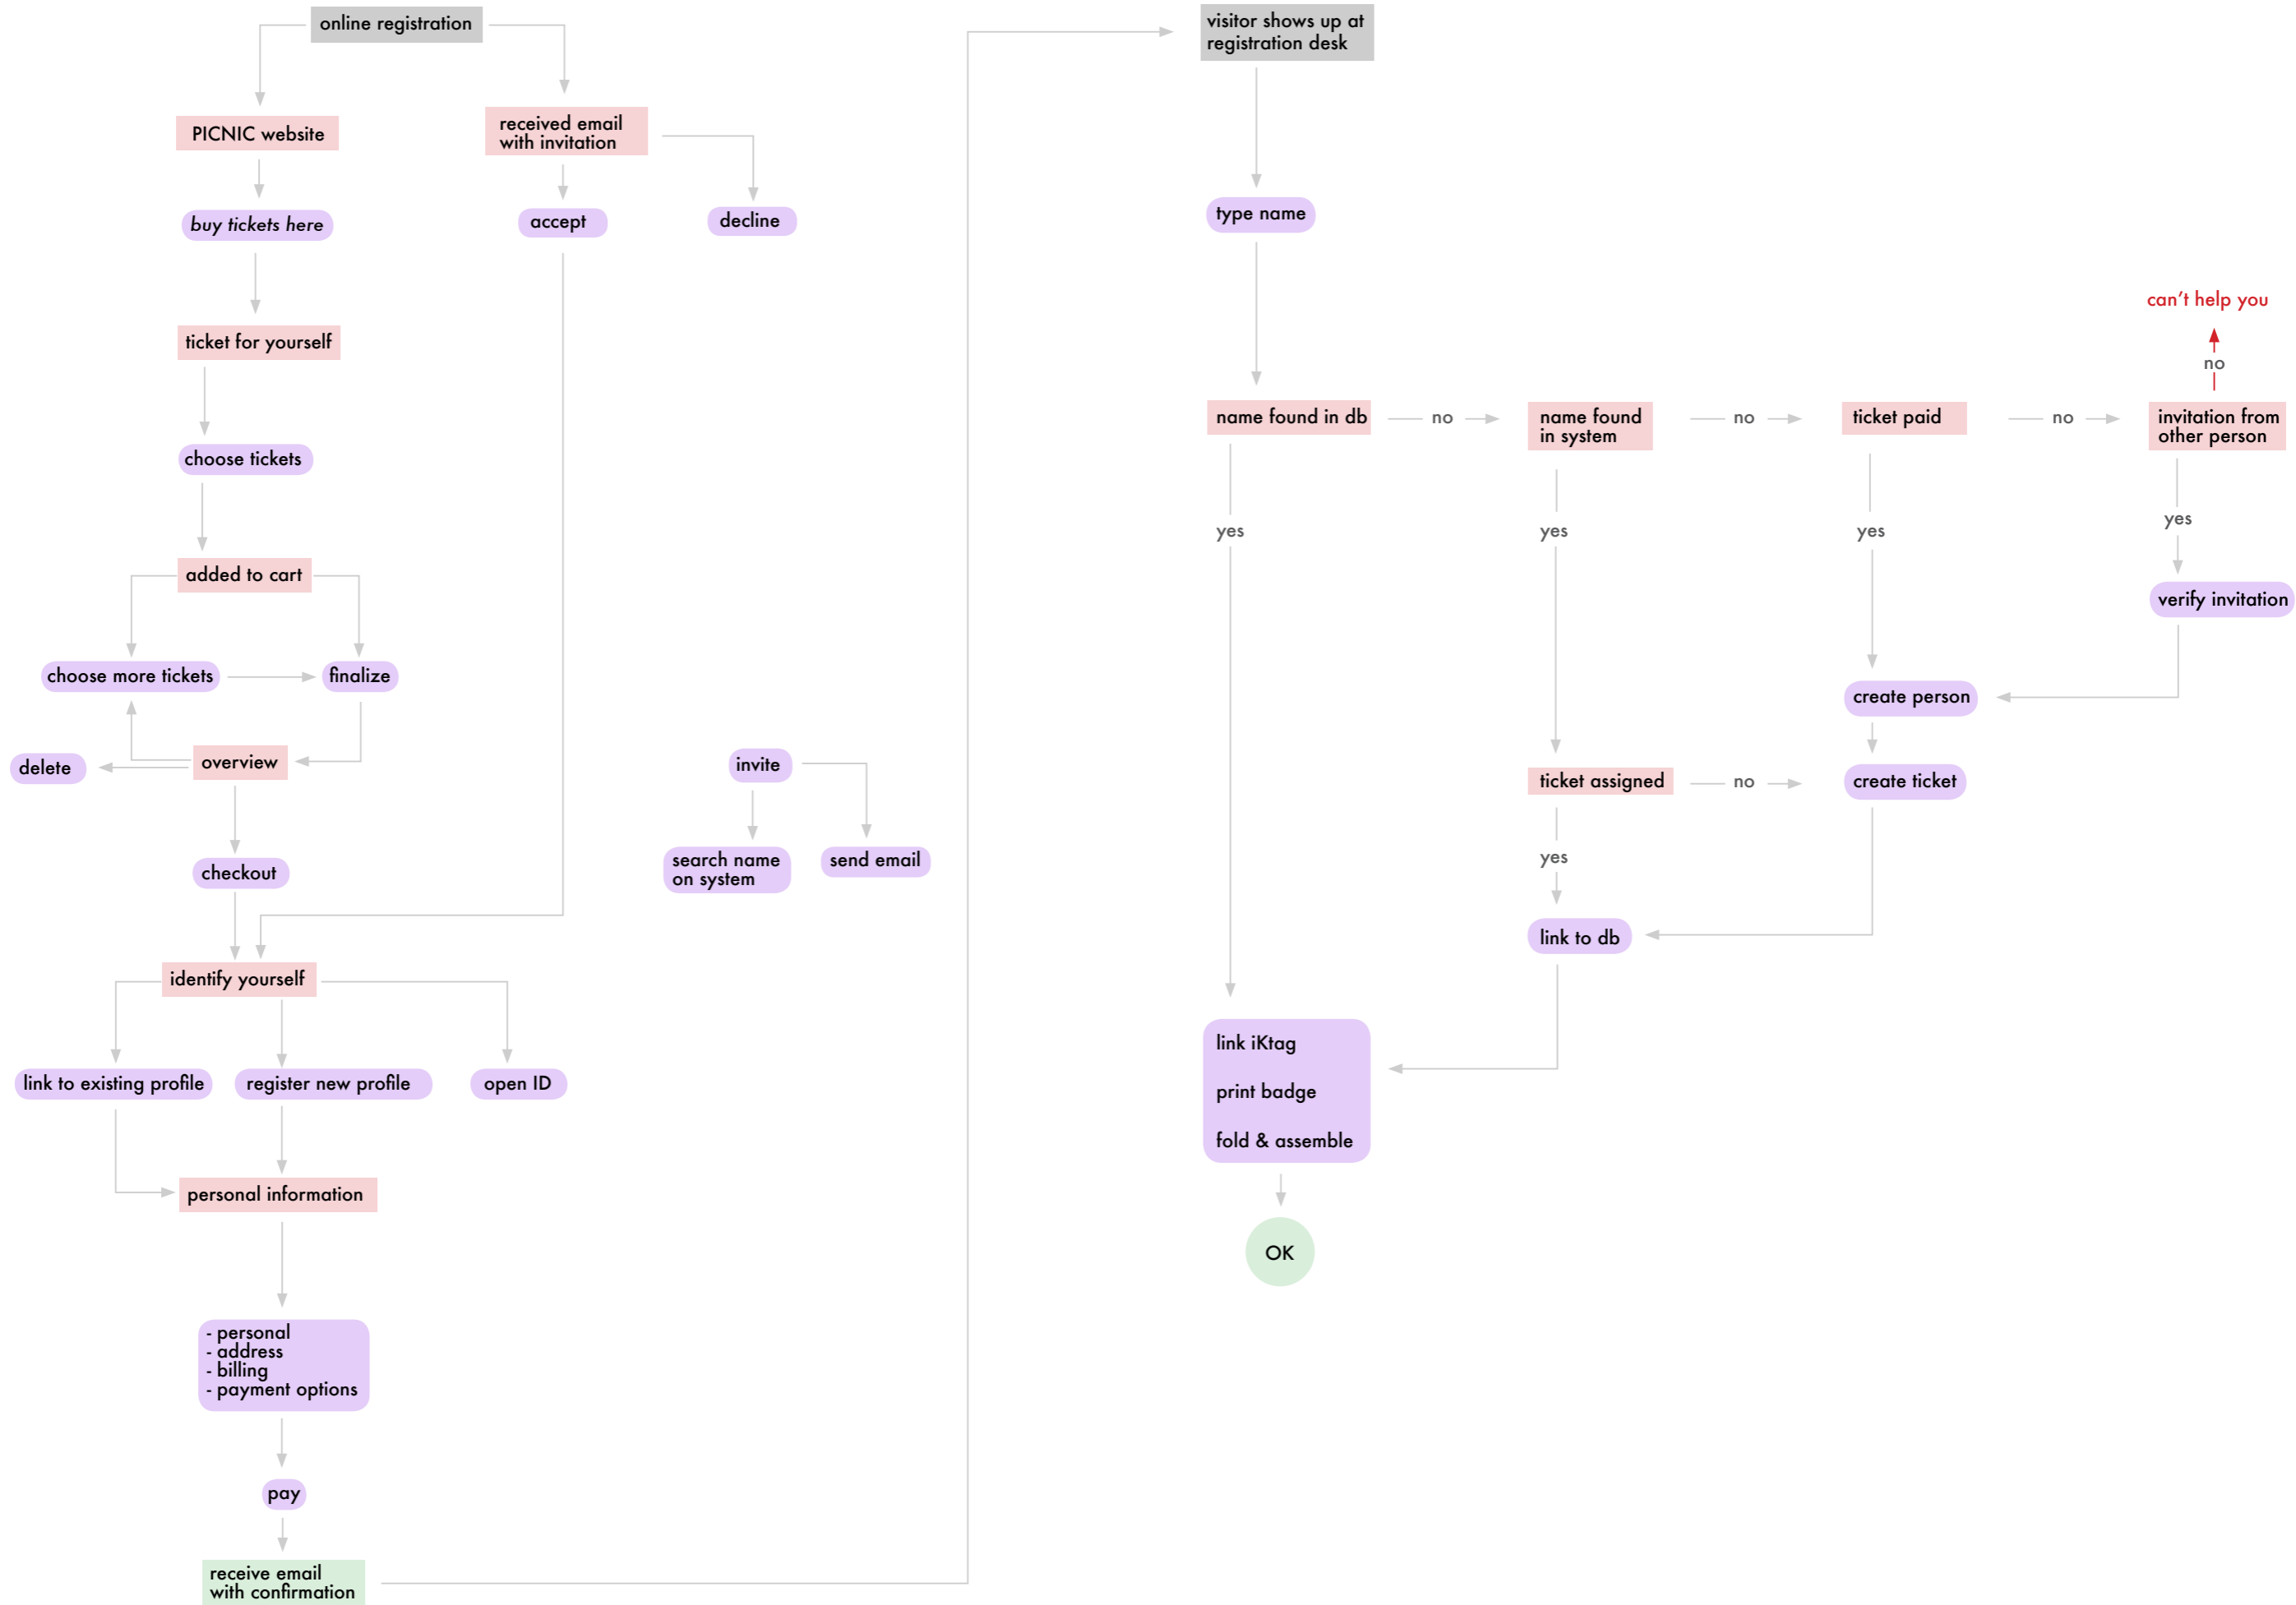 online registration
PICNIC website
received email
with invitation
buy tickets here
accept
decline
ticket for yourself
choose tickets
added to cart
choose more tickets
finalize
delete
overview
checkout
invite
search name
on system
send email
identify yourself
link to existing profile
register new profile
open ID
personal information
- personal
- address
- billing
- payment options
pay
receive email
with confirmation
visitor shows up at
registration desk
type name
can't help you
no
name found in db
no
name found
in system
no
ticket paid
no
invitation from
other person
yes
yes
yes
yes
verify invitation
create person
ticket assigned
no
create ticket
yes
link to db
link iKtag
print badge
fold & assemble
OK